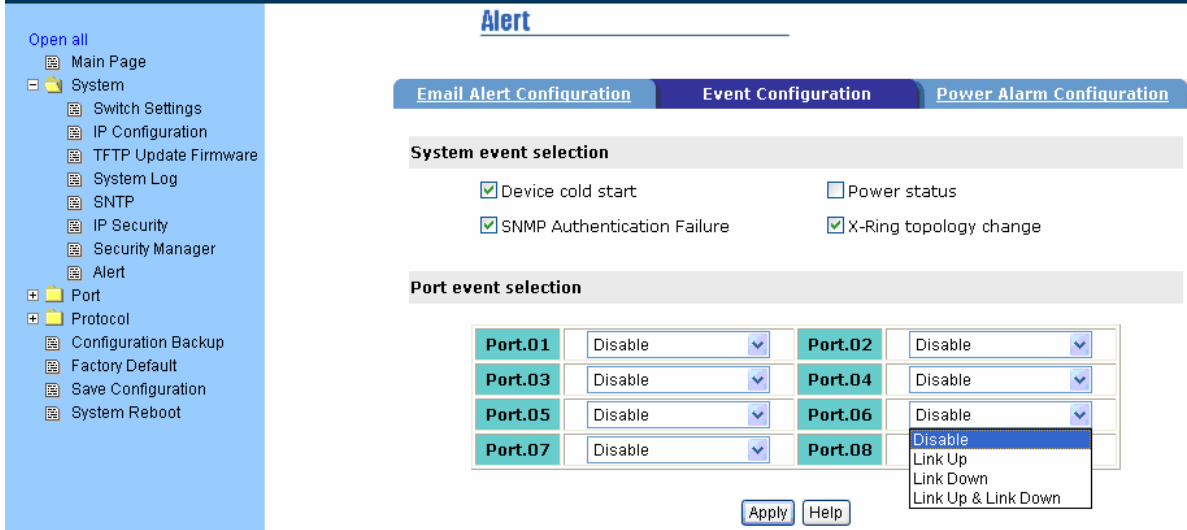 Alert
Open all
Main Page
System
Switch Settings
IP Configuration
TFTP Update Firmware
System Log
SNTP
IP Security
Security Manager
Alert
Port
Protocol
Configuration Backup
Factory Default
Save Configuration
System Reboot
Email Alert Configuration Event Configuration Power Alarm Configuration
System event selection
Device cold start Power status
SNMP Authentication Failure X-Ring topology change
Port event selection
Port.01 Disable Port.02 Disable
Port.03 Disable Port.04 Disable
Port.05 Disable Port.06 Disable
Port.07 Disable Port.08
Disable
Link Up
Link Down
Link Up & Link Down
Apply Help